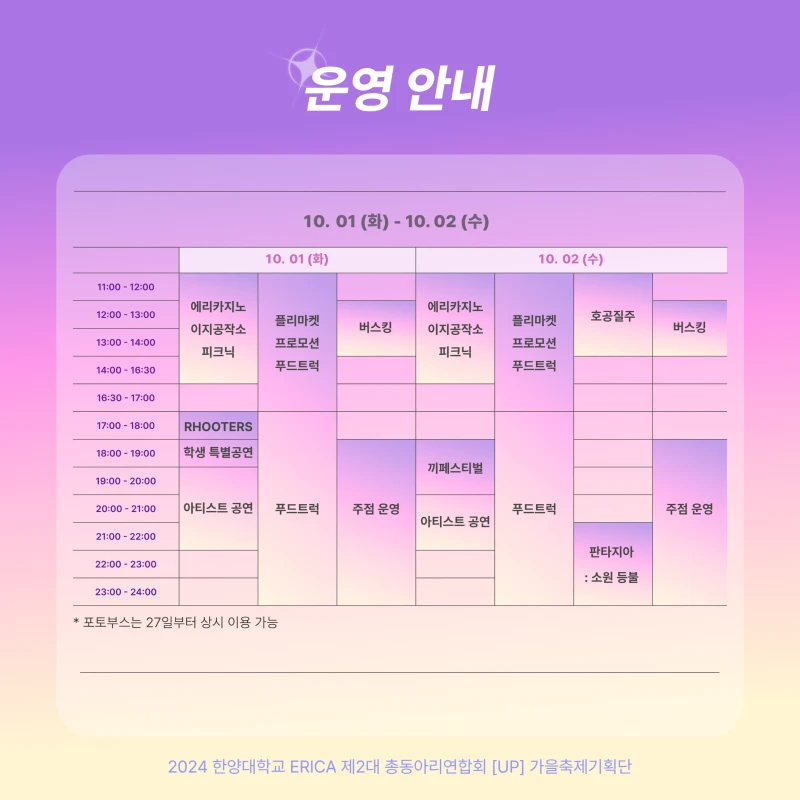 운영 안내
10. 01 (화) - 10. 02 (수)
10. 01 (화)
10. 02 (수)
11:00 - 12:00
12:00 - 13:00
13:00 - 14:00
14:00 - 16:30
16:30 - 17:00
17:00 - 18:00
18:00 - 19:00
19:00 - 20:00
20:00 - 21:00
21:00 - 22:00
22:00 - 23:00
23:00 - 24:00
에리카지노
이지공작소
피크닉
RHOOTERS
학생 특별공연
아티스트 공연
플리마켓
프로모션
푸드트럭
푸드트럭
버스킹
주점 운영
에리카지노
이지공작소
피크닉
끼페스티벌
아티스트 공연
플리마켓
프로모션
푸드트럭
푸드트럭
호공질주
판타지아
: 소원 등불
버스킹
주점 운영
* 포토부스는 27일부터 상시 이용 가능
2024 한양대학교 ERICA 제2대 총동아리연합회 [UP] 가을축제기획단